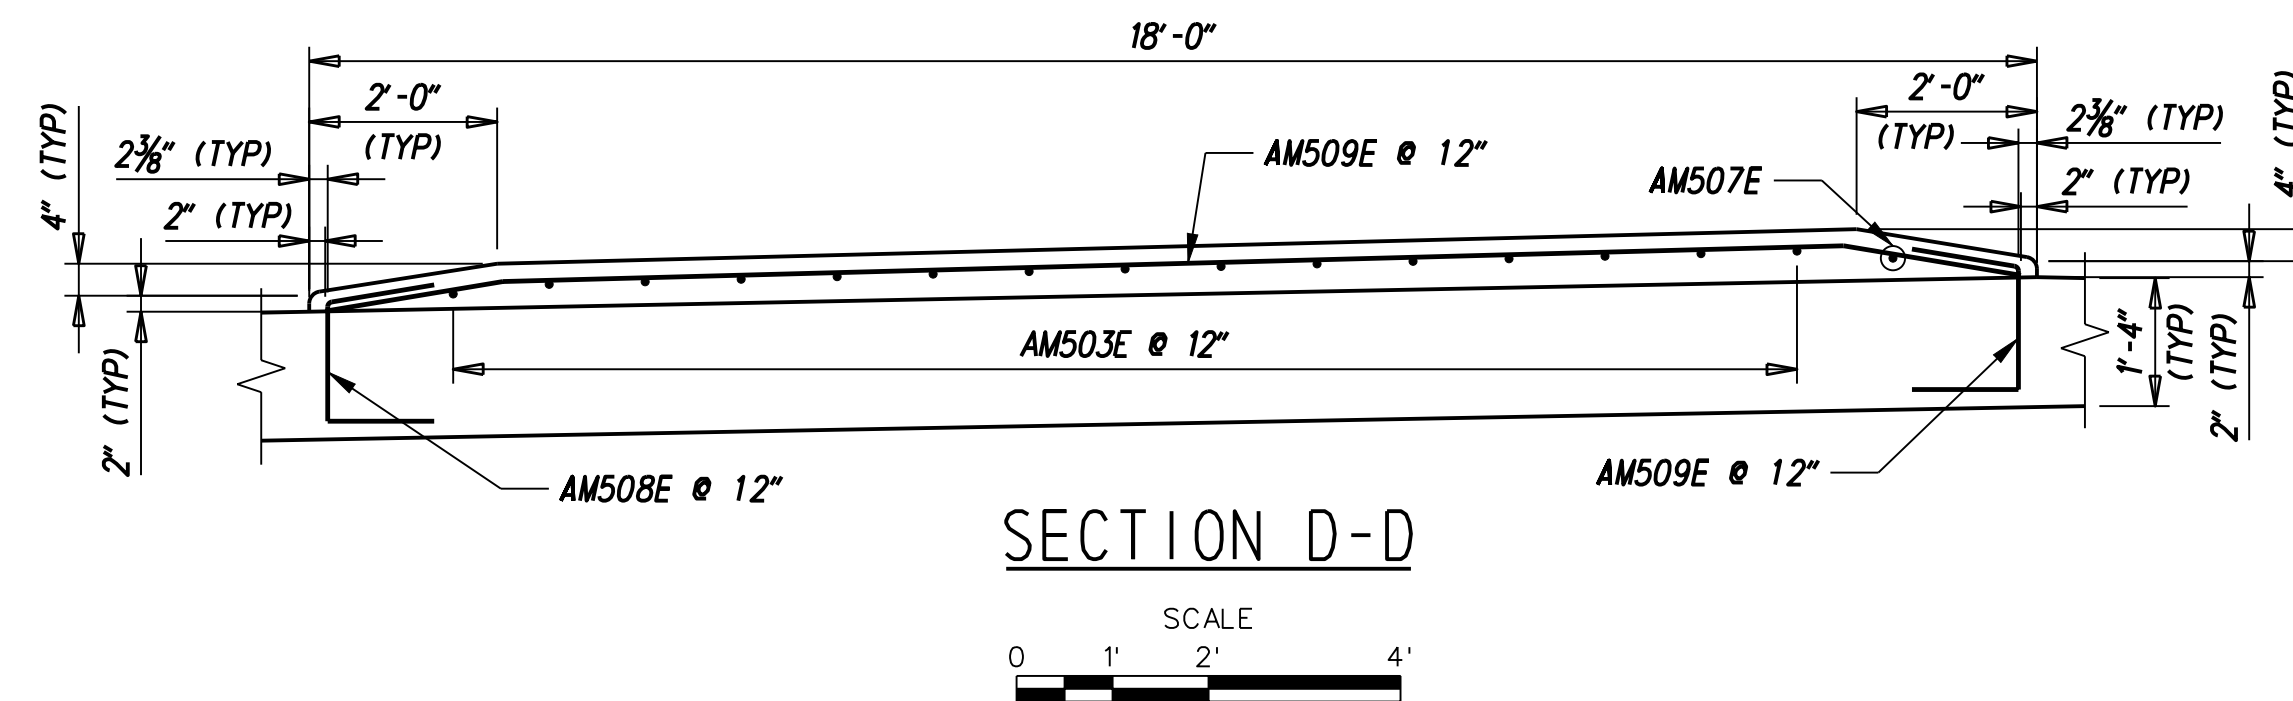 18'-0"
2'-0"
(TYP)
2'-0"
(TYP)
2⅜" (TYP)
2" (TYP)
4" (TYP)
2" (TYP)
2⅜" (TYP)
2" (TYP)
4" (TYP)
AM509E @ 12"
AM507E
AM503E @ 12"
1'-4"
(TYP)
2" (TYP)
AM508E @ 12"
AM509E @ 12"
SECTION D-D
SCALE
0 1' 2' 4'